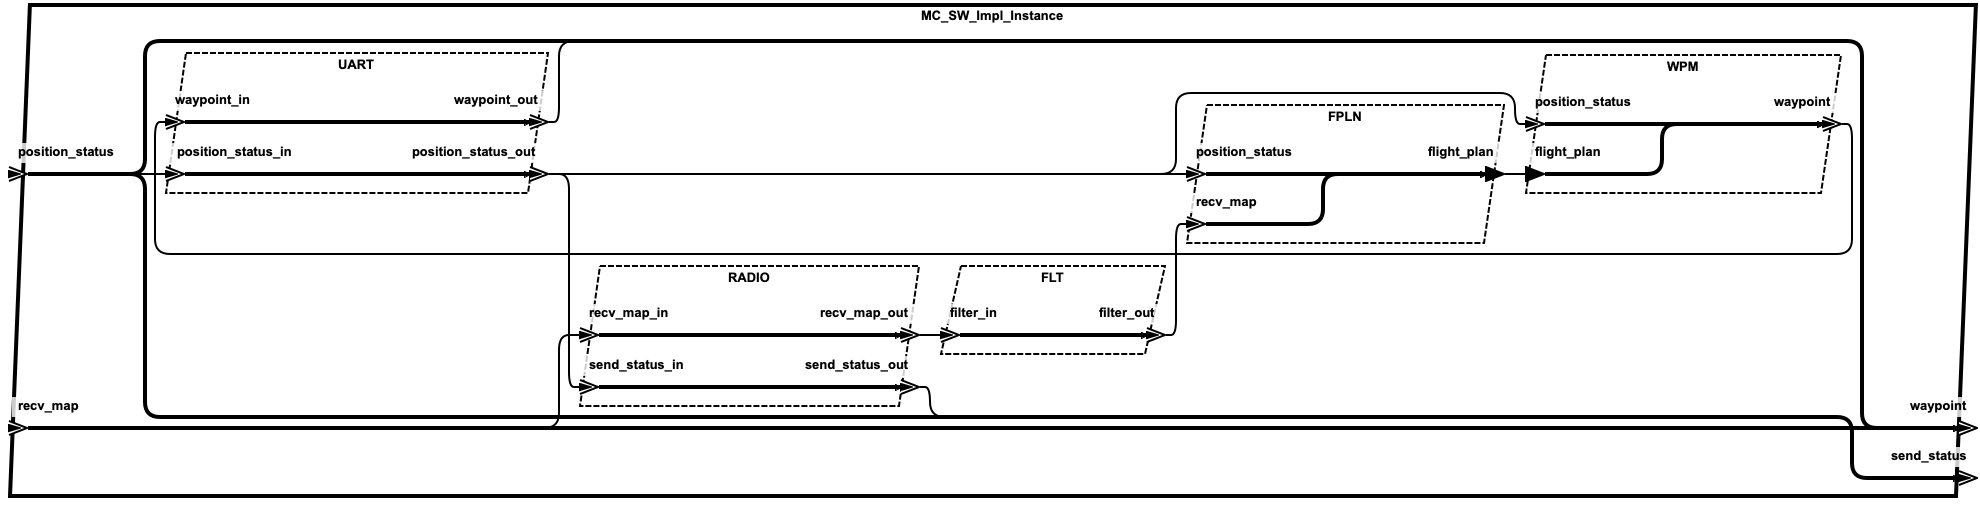 MC_SW_Impl_Instance
UART
WPM
waypoint_in
waypoint_out
position_status
waypoint
FPLN
position_status
position_status_in
position_status_out
position_status
flight_plan
flight_plan
recv_map
RADIO
FLT
recv_map_in
recv_map_out
filter_in
filter_out
send_status_in
send_status_out
recv_map
waypoint
send_status